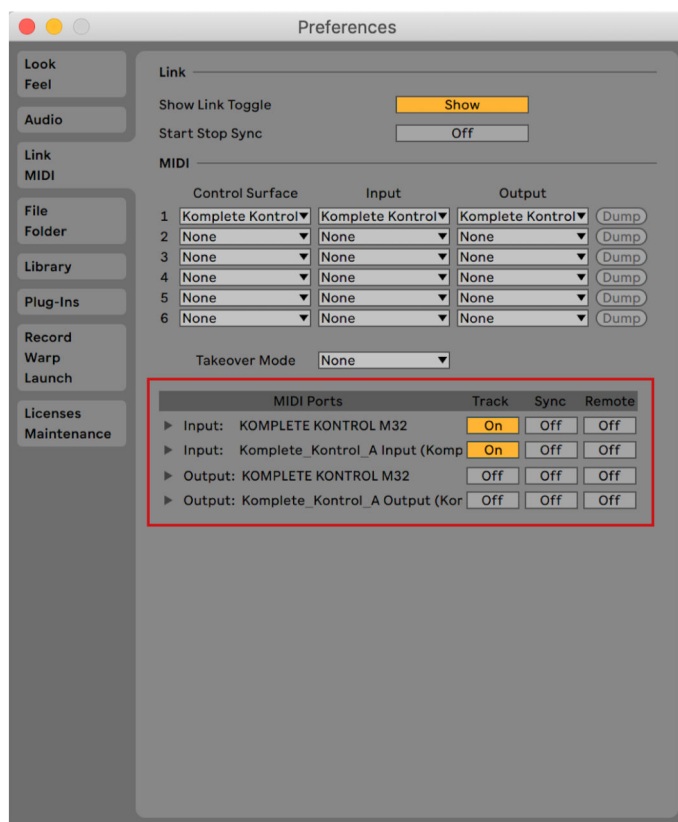 Preferences
Look
Feel
Audio
Link
MIDI
File
Folder
Library
Plug-Ins
Record
Warp
Launch
Licenses
Maintenance
Link
Show Link Toggle Show
Start Stop Sync Off
MIDI
Control Surface Input Output
1 Komplete Kontrol Komplete Kontrol Komplete Kontrol Dump
2 None None None Dump
3 None None None Dump
4 None None None Dump
5 None None None Dump
6 None None None Dump
Takeover Mode None
MIDI Ports Track Sync Remote
Input: KOMPLETE KONTROL M32 On Off Off
Input: Komplete_Kontrol_A Input (Komp On Off Off
Output: KOMPLETE KONTROL M32 Off Off Off
Output: Komplete_Kontrol_A Output (Kor Off Off Off